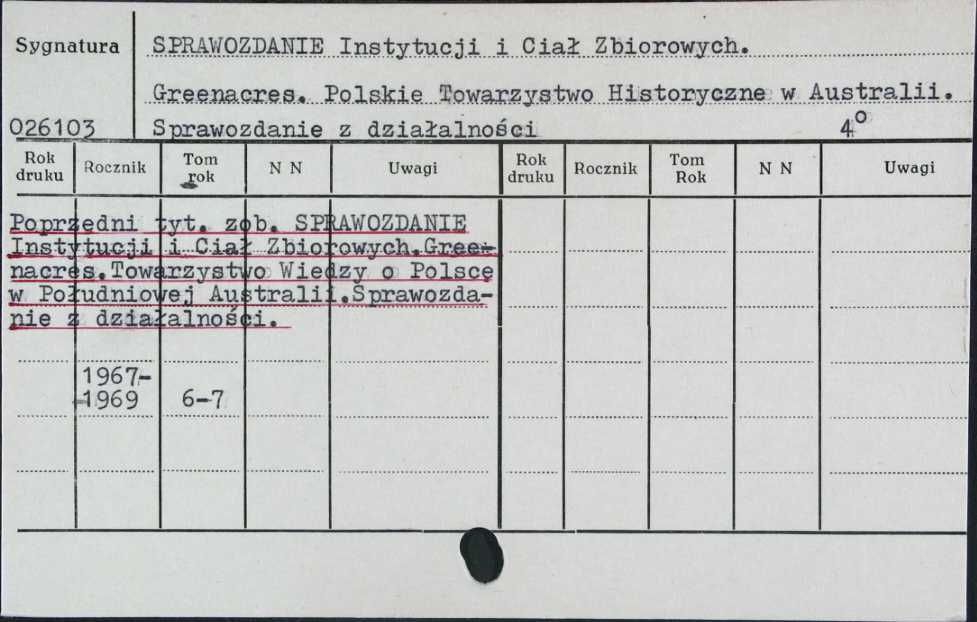 Sygnatura
SPRAWOZDANIE Instytucji i Ciał Zbiorowych.
Greenacres. Polskie Towarzystwo Historyczne w Australii.
026103 Sprawozdanie z działalności 4°
Rok druku Rocznik Tom rok N N Uwagi Rok druku Rocznik Tom Rok N N Uwagi
Poprzedni tyt. zob. SPRAWOZDANIE
Instytucji i Ciał Zbiorowych.Gree-
nacres.Towarzystwo Wiedzy o Polsce
w Południowej Australii.Sprawozda-
nie z działalności.
1967-
-1969 6-7